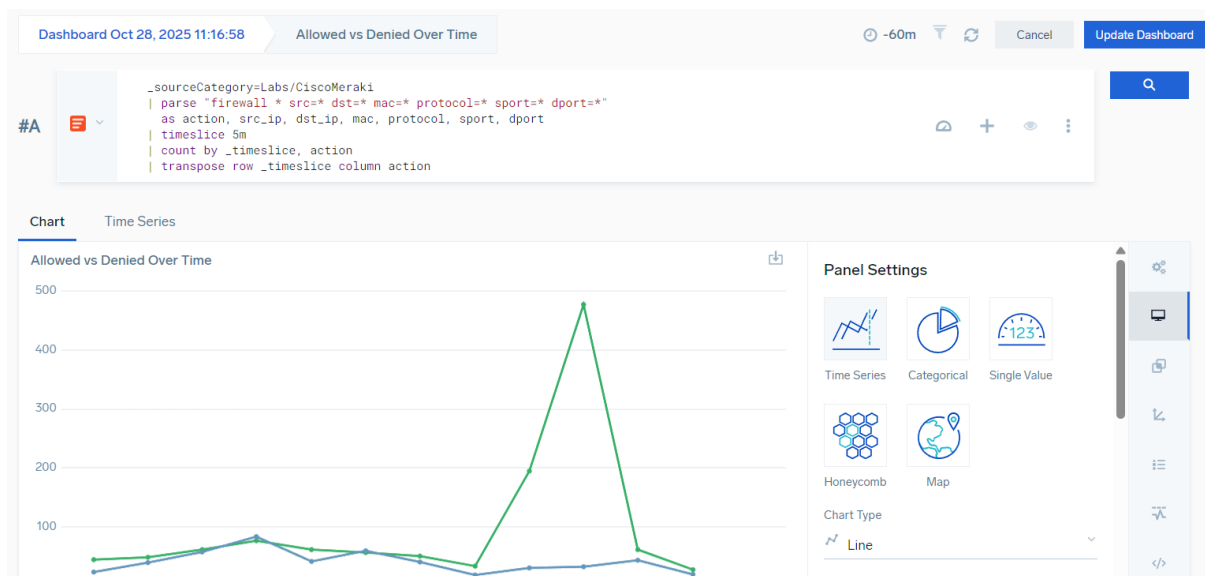 Dashboard Oct 28, 2025 11:16:58
Allowed vs Denied Over Time
-60m
Cancel
Update Dashboard
#A
_sourceCategory=Labs/CiscoMeraki
| parse "firewall * src=* dst=* mac=* protocol=* sport=* dport=*"
as action, src_ip, dst_ip, mac, protocol, sport, dport
| timeslice 5m
| count by _timeslice, action
| transpose row _timeslice column action
Chart
Time Series
Allowed vs Denied Over Time
500
400
300
200
100
Panel Settings
123
Time Series
Categorical
Single Value
Honeycomb
Map
Chart Type
Line